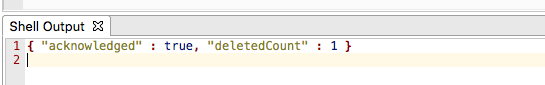 Shell Output
1 { "acknowledged" : true, "deletedCount" : 1 }
2